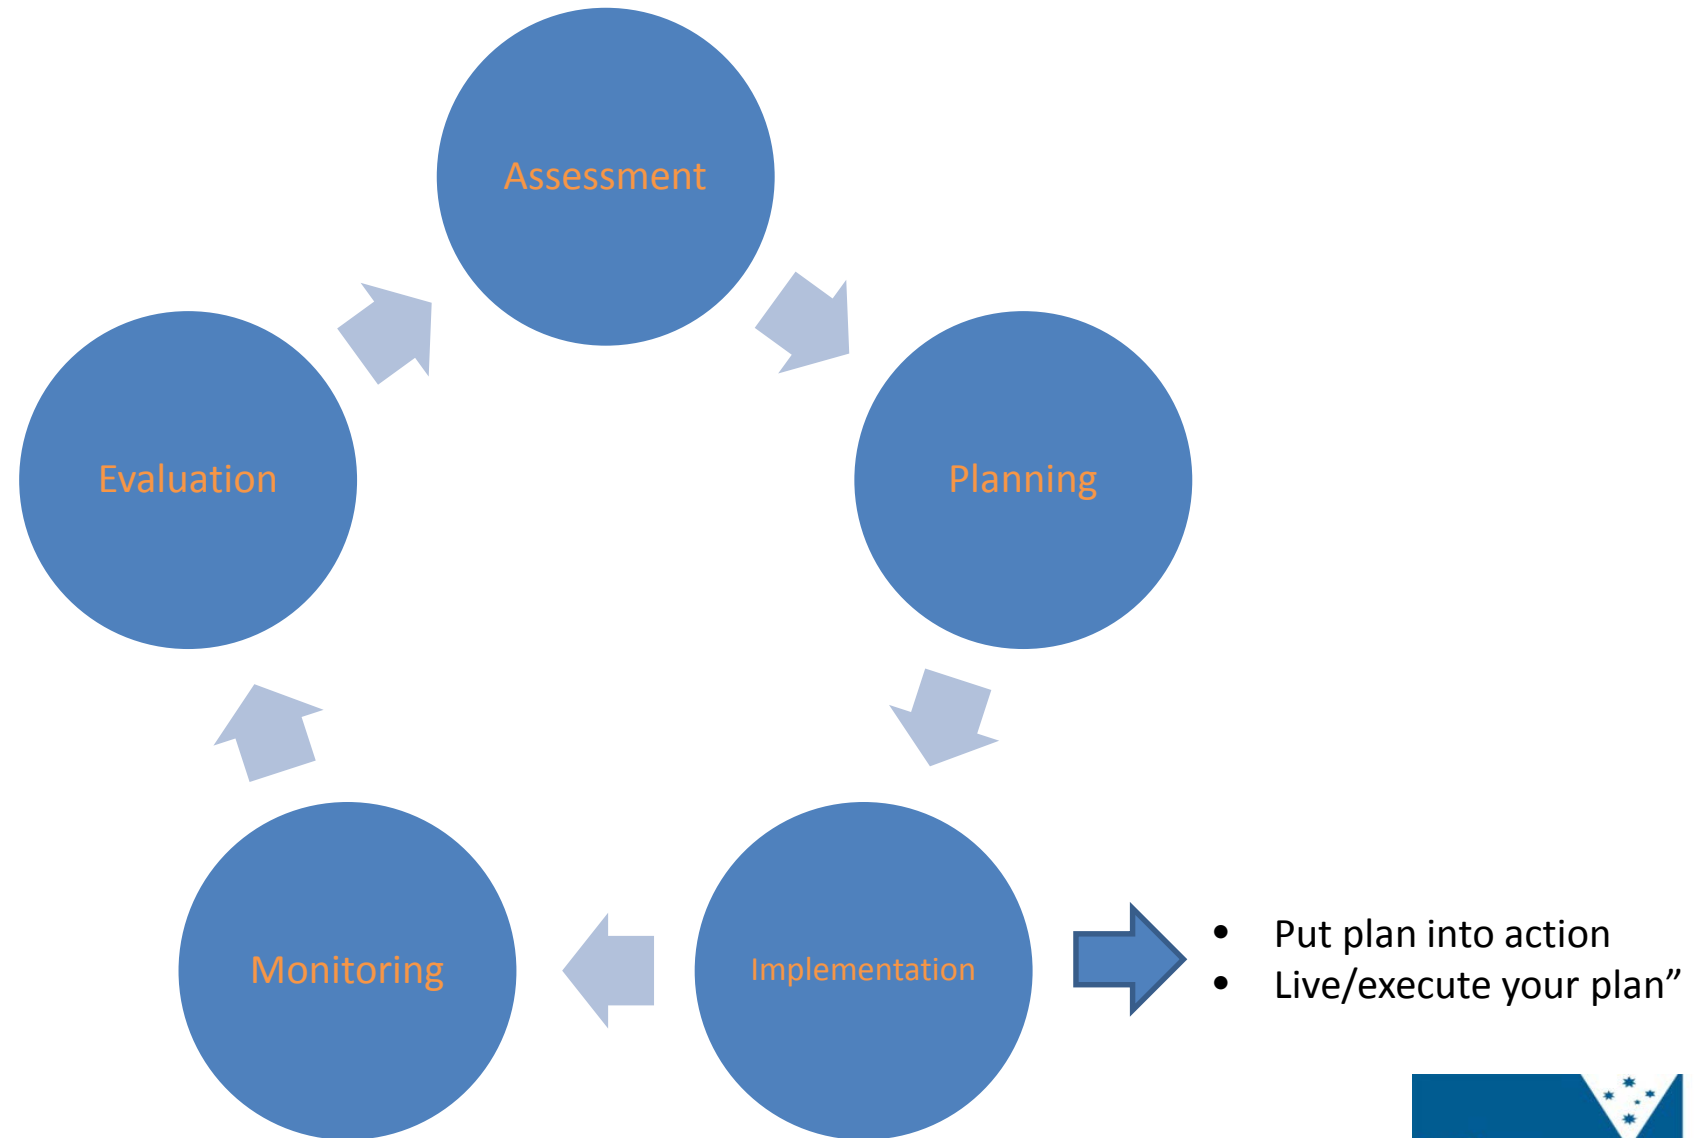 Assessment
Evaluation
Planning
Monitoring
Implementation
• Put plan into action
• Live/execute your plan”